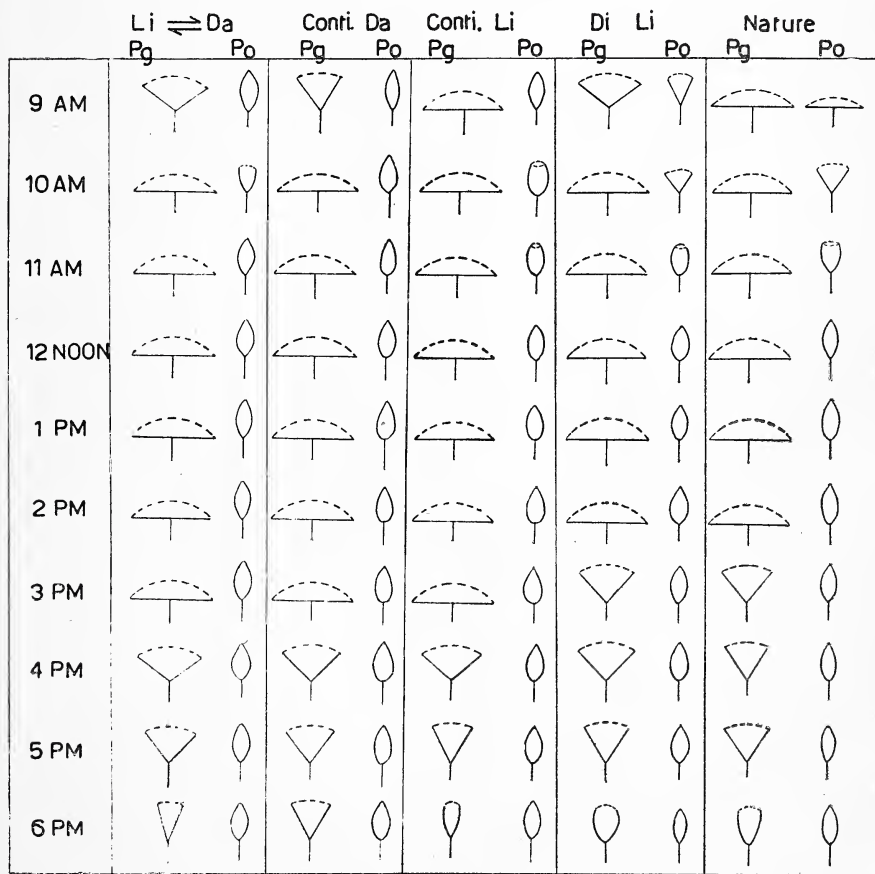 Li ⇌ Da Conti. Da Conti. Li Di Li Nature
Pg Po Pg Po Pg Po Pg Po Pg Po
9 AM
10 AM
11 AM
12 NOON
1 PM
2 PM
3 PM
4 PM
5 PM
6 PM